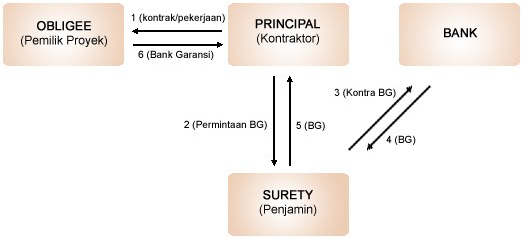 OBLIGEE
(Pemilik Proyek)
1 (kontrak/pekerjaan)
6 (Bank Garansi)
PRINCIPAL
(Kontraktor)
BANK
2 (Permintaan BG)
5 (BG)
3 (Kontra BG)
4 (BG)
SURETY
(Penjamin)